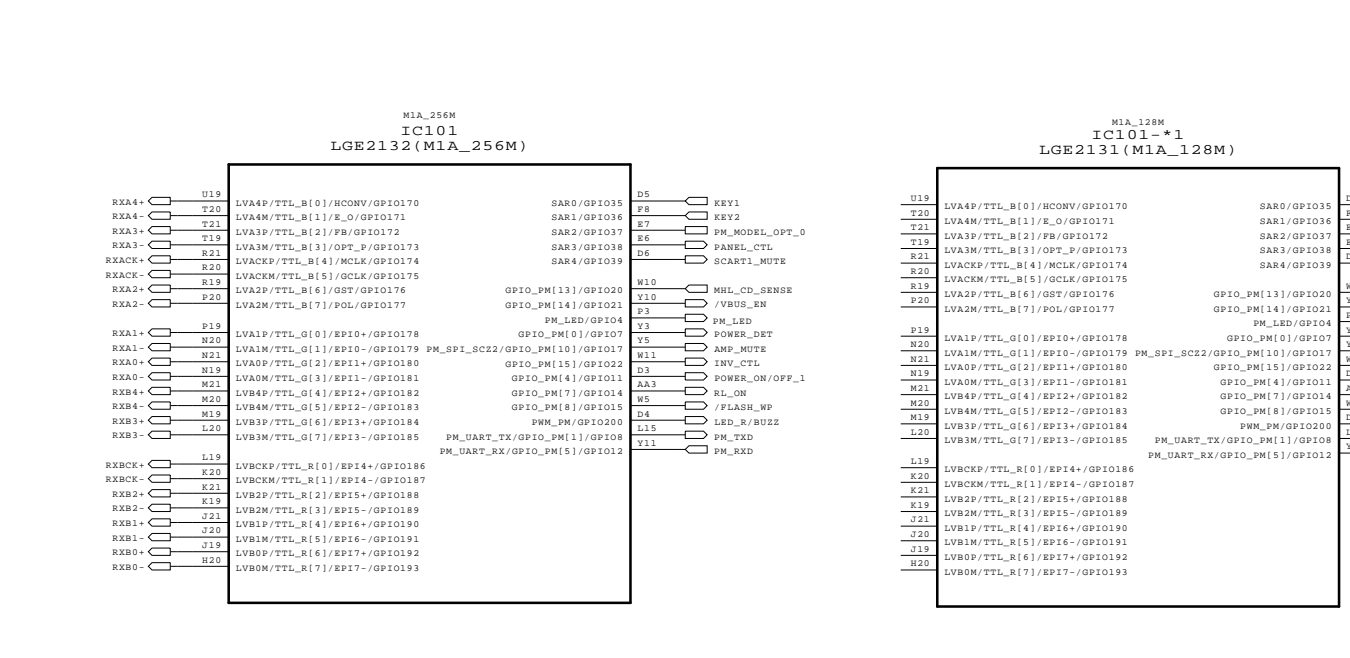 M1A_256M
IC101
LGE2132(M1A_256M)
RXA4+ U19 LVA4P/TTL_B[0]/HCONV/GPIO170 SAR0/GPIO35 D5 KEY1
RXA4- T20 LVA4M/TTL_B[1]/E_O/GPIO171 SAR1/GPIO36 F8 KEY2
RXA3+ T21 LVA3P/TTL_B[2]/FB/GPIO172 SAR2/GPIO37 E7 PM_MODEL_OPT_0
RXA3- T19 LVA3M/TTL_B[3]/OPT_P/GPIO173 SAR3/GPIO38 E6 PANEL_CTL
RXACK+ R21 LVACKP/TTL_B[4]/MCLK/GPIO174 SAR4/GPIO39 D6 SCART1_MUTE
RXACK- R20 LVACKM/TTL_B[5]/GCLK/GPIO175
RXA2+ R19 LVA2P/TTL_B[6]/GST/GPIO176 GPIO_PM[13]/GPIO20 W10 MHL_CD_SENSE
RXA2- P20 LVA2M/TTL_B[7]/POL/GPIO177 GPIO_PM[14]/GPIO21 Y10 /VBUS_EN
PM_LED/GPIO4 P3 PM_LED
RXA1+ P19 LVA1P/TTL_G[0]/EPI0+/GPIO178 GPIO_PM[0]/GPIO7 Y3 POWER_DET
RXA1- N20 LVA1M/TTL_G[1]/EPI0-/GPIO179 PM_SPI_SCZ2/GPIO_PM[10]/GPIO17 Y5 AMP_MUTE
RXA0+ N21 LVA0P/TTL_G[2]/EPI1+/GPIO180 GPIO_PM[15]/GPIO22 W11 INV_CTL
RXA0- N19 LVA0M/TTL_G[3]/EPI1-/GPIO181 GPIO_PM[4]/GPIO11 D3 POWER_ON/OFF_1
RXB4+ M21 LVB4P/TTL_G[4]/EPI2+/GPIO182 GPIO_PM[7]/GPIO14 AA3 RL_ON
RXB4- M20 LVB4M/TTL_G[5]/EPI2-/GPIO183 GPIO_PM[8]/GPIO15 W5 /FLASH_WP
RXB3+ M19 LVB3P/TTL_G[6]/EPI3+/GPIO184 PWM_PM/GPIO200 D4 LED_R/BUZZ
RXB3- L20 LVB3M/TTL_G[7]/EPI3-/GPIO185 PM_UART_TX/GPIO_PM[1]/GPIO8 L15 PM_TXD
PM_UART_RX/GPIO_PM[5]/GPIO12 Y11 PM_RXD
RXBCK+ L19 LVBCKP/TTL_R[0]/EPI4+/GPIO186
RXBCK- K20 LVBCKM/TTL_R[1]/EPI4-/GPIO187
RXB2+ K21 LVB2P/TTL_R[2]/EPI5+/GPIO188
RXB2- K19 LVB2M/TTL_R[3]/EPI5-/GPIO189
RXB1+ J21 LVB1P/TTL_R[4]/EPI6+/GPIO190
RXB1- J20 LVB1M/TTL_R[5]/EPI6-/GPIO191
RXB0+ J19 LVB0P/TTL_R[6]/EPI7+/GPIO192
RXB0- H20 LVB0M/TTL_R[7]/EPI7-/GPIO193
M1A_128M
IC101-*1
LGE2131(M1A_128M)
U19 LVA4P/TTL_B[0]/HCONV/GPIO170 SAR0/GPIO35
T20 LVA4M/TTL_B[1]/E_O/GPIO171 SAR1/GPIO36
T21 LVA3P/TTL_B[2]/FB/GPIO172 SAR2/GPIO37
T19 LVA3M/TTL_B[3]/OPT_P/GPIO173 SAR3/GPIO38
R21 LVACKP/TTL_B[4]/MCLK/GPIO174 SAR4/GPIO39
R20 LVACKM/TTL_B[5]/GCLK/GPIO175
R19 LVA2P/TTL_B[6]/GST/GPIO176 GPIO_PM[13]/GPIO20
P20 LVA2M/TTL_B[7]/POL/GPIO177 GPIO_PM[14]/GPIO21
PM_LED/GPIO4
P19 LVA1P/TTL_G[0]/EPI0+/GPIO178 GPIO_PM[0]/GPIO7
N20 LVA1M/TTL_G[1]/EPI0-/GPIO179 PM_SPI_SCZ2/GPIO_PM[10]/GPIO17
N21 LVA0P/TTL_G[2]/EPI1+/GPIO180 GPIO_PM[15]/GPIO22
N19 LVA0M/TTL_G[3]/EPI1-/GPIO181 GPIO_PM[4]/GPIO11
M21 LVB4P/TTL_G[4]/EPI2+/GPIO182 GPIO_PM[7]/GPIO14
M20 LVB4M/TTL_G[5]/EPI2-/GPIO183 GPIO_PM[8]/GPIO15
M19 LVB3P/TTL_G[6]/EPI3+/GPIO184 PWM_PM/GPIO200
L20 LVB3M/TTL_G[7]/EPI3-/GPIO185 PM_UART_TX/GPIO_PM[1]/GPIO8
PM_UART_RX/GPIO_PM[5]/GPIO12
L19 LVBCKP/TTL_R[0]/EPI4+/GPIO186
K20 LVBCKM/TTL_R[1]/EPI4-/GPIO187
K21 LVB2P/TTL_R[2]/EPI5+/GPIO188
K19 LVB2M/TTL_R[3]/EPI5-/GPIO189
J21 LVB1P/TTL_R[4]/EPI6+/GPIO190
J20 LVB1M/TTL_R[5]/EPI6-/GPIO191
J19 LVB0P/TTL_R[6]/EPI7+/GPIO192
H20 LVB0M/TTL_R[7]/EPI7-/GPIO193